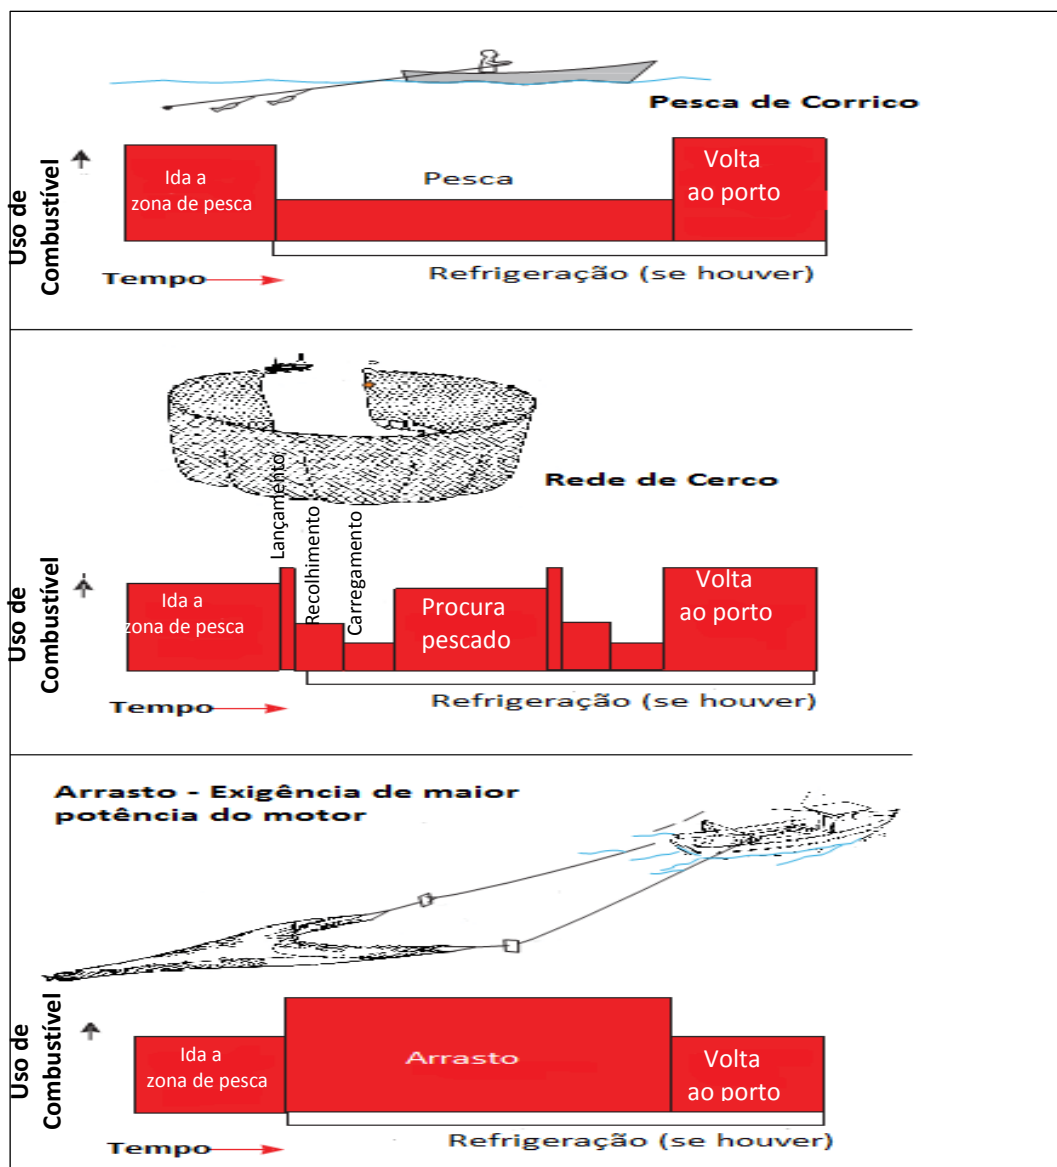 Pesca de Corrico
Uso de
Combustível
Ida a
zona de pesca
Pesca
Volta
ao porto
Tempo
Refrigeração (se houver)
Rede de Cerco
Lançamento
Recolhimento
Carregamento
Uso de
Combustível
Ida a
zona de pesca
Procura
pescado
Volta
ao porto
Tempo
Refrigeração (se houver)
Arrasto - Exigência de maior
potência do motor
Uso de
Combustível
Ida a
zona de pesca
Arrasto
Volta
ao porto
Tempo
Refrigeração (se houver)